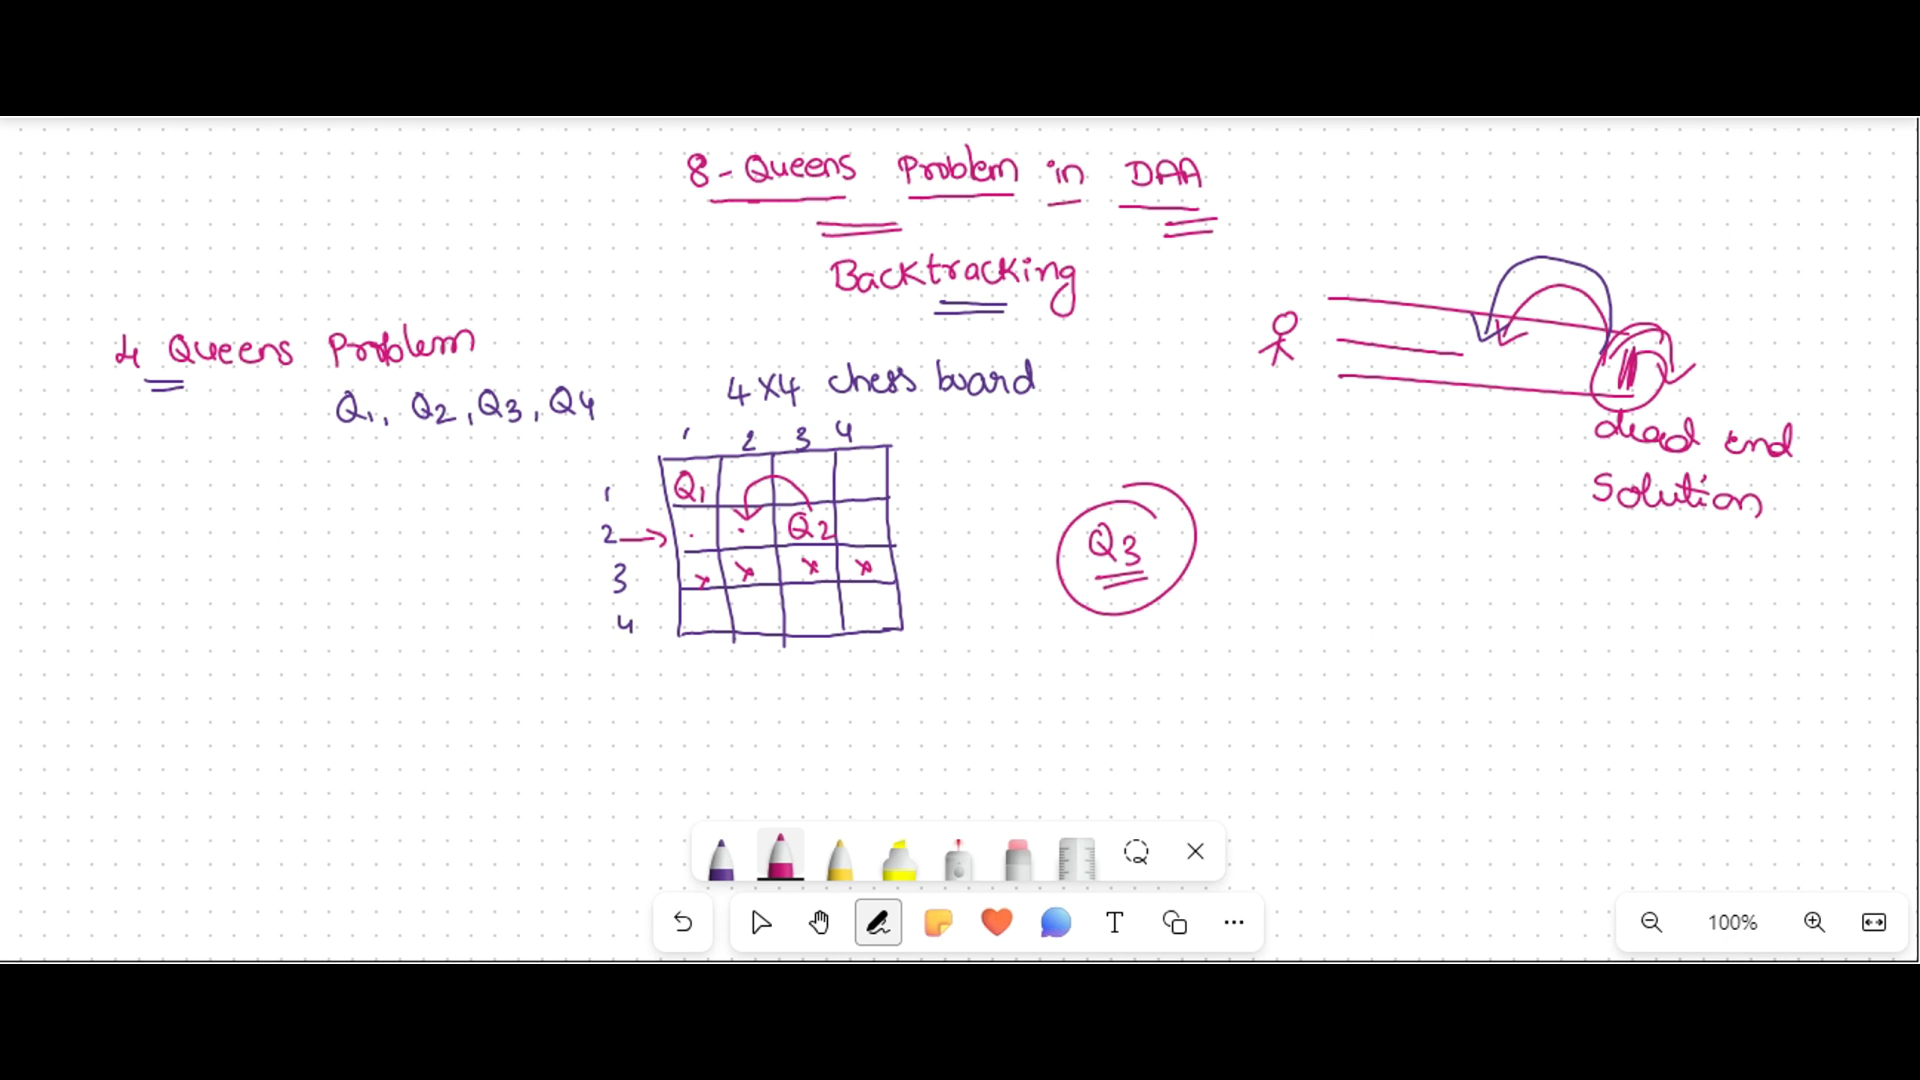 8-Queens Problem in DAA
Backtracking
4 Queens Problem
Q1, Q2, Q3, Q4
4x4 chess board
1 2 3 4
1 Q1
2 Q2
3 x x x x
4
Q3
dead end
Solution
T
100%